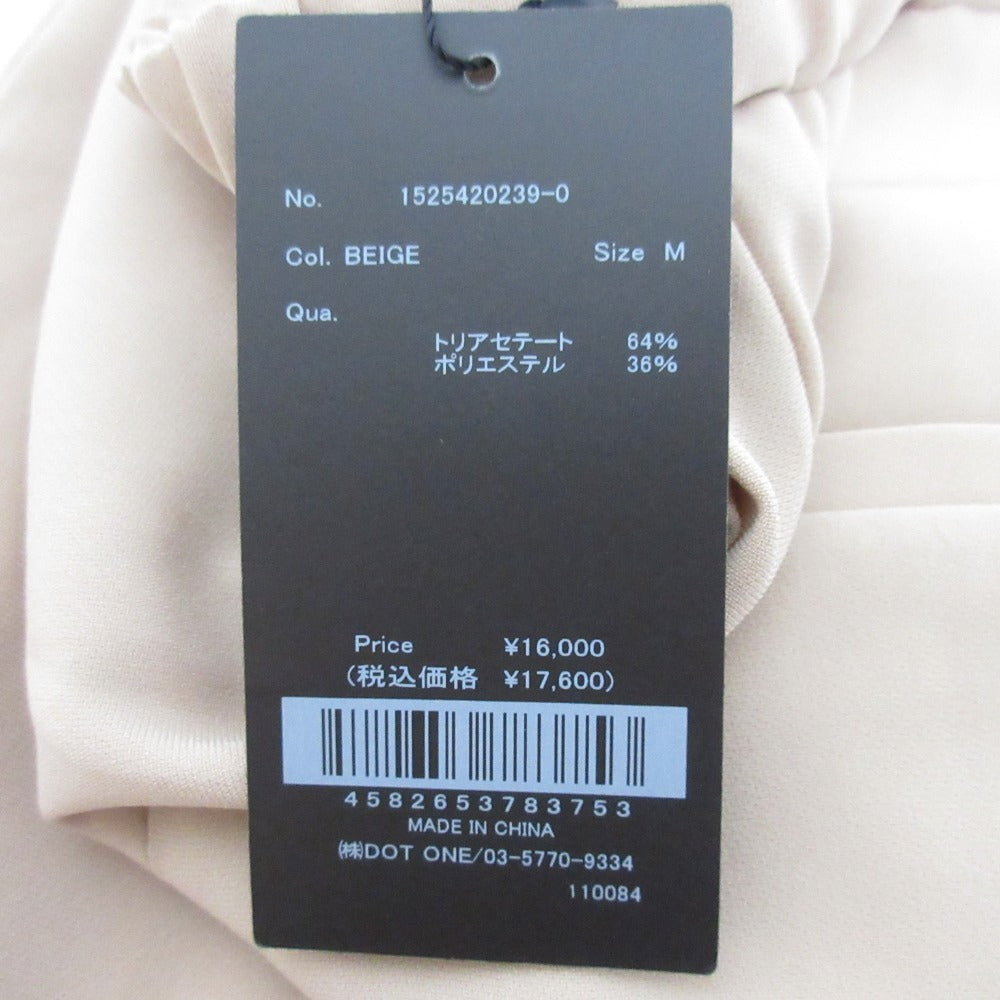 No. 1525420239-0
Col. BEIGE Size M
Qua.
トリアセテート 64%
ポリエステル 36%
Price ¥16,000
(税込価格 ¥17,600)
4582653783753
MADE IN CHINA
㈱DOT ONE/03-5770-9334
110084